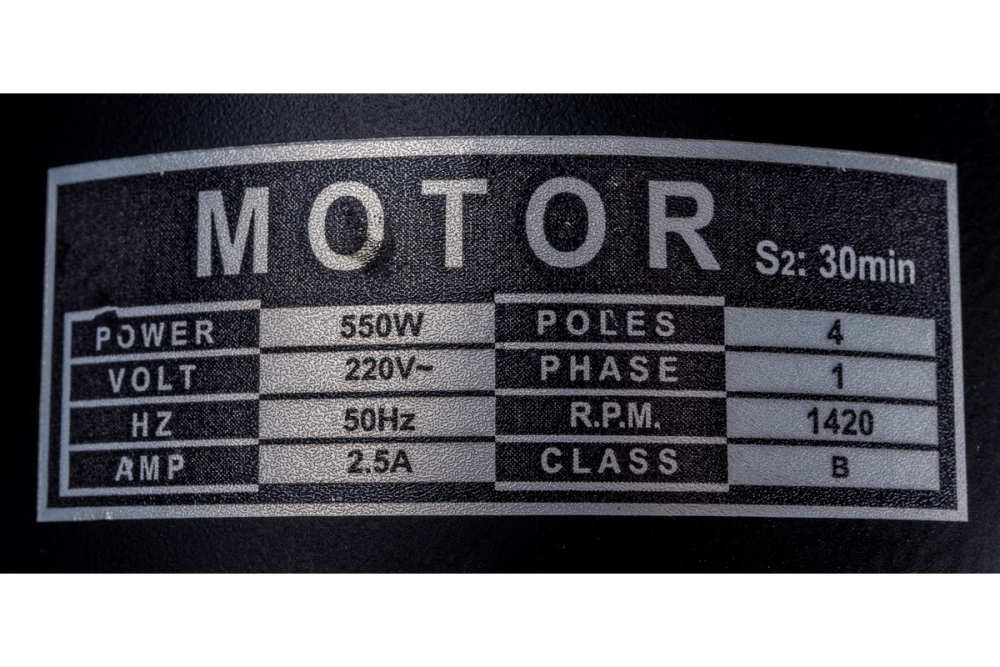 MOTOR S2: 30min
POWER 550W POLES 4
VOLT 220V~ PHASE 1
HZ 50Hz R.P.M. 1420
AMP 2.5A CLASS B